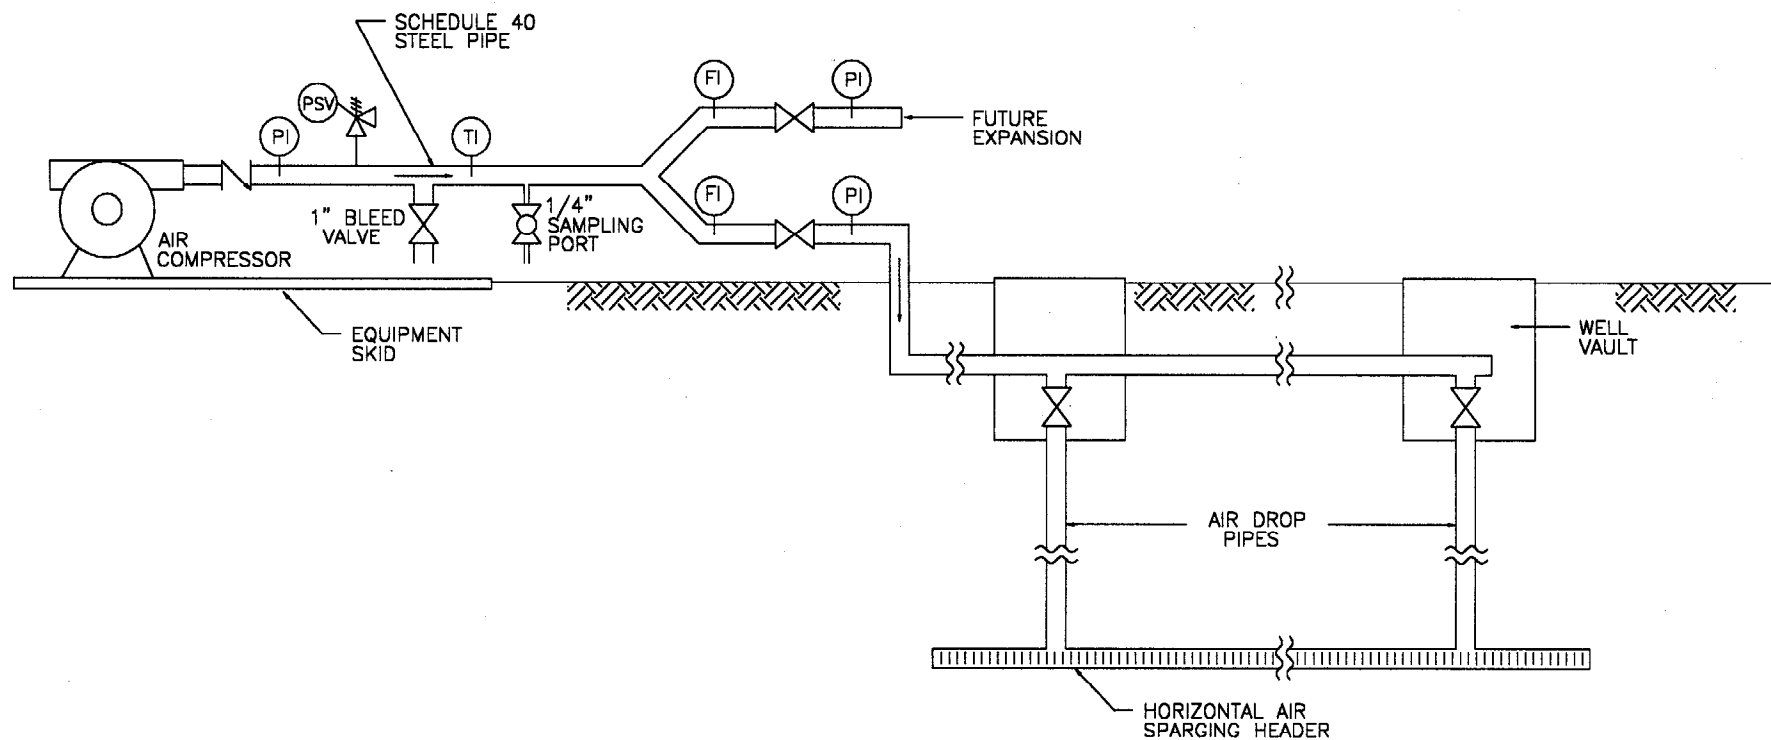 SCHEDULE 40
STEEL PIPE
FI
PI
PSV
PI
TI
FUTURE
EXPANSION
FI
PI
1" BLEED
VALVE
1/4"
SAMPLING
PORT
AIR
COMPRESSOR
EQUIPMENT
SKID
WELL
VAULT
AIR DROP
PIPES
HORIZONTAL AIR
SPARGING HEADER